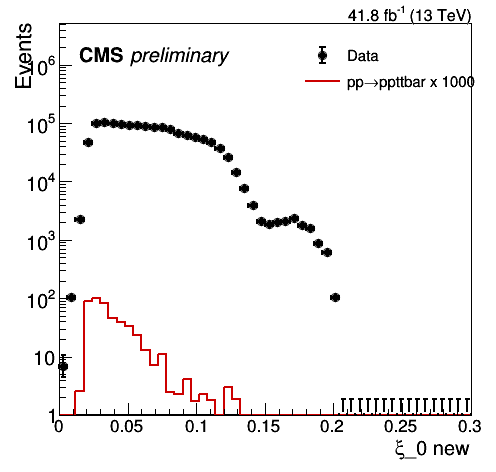 41.8 fb⁻¹ (13 TeV)
Events
CMS preliminary
Data
pp→ppttbar x 1000
10⁶
10⁵
10⁴
10³
10²
10
1
0 0.05 0.1 0.15 0.2 0.25 0.3
ξ_0 new